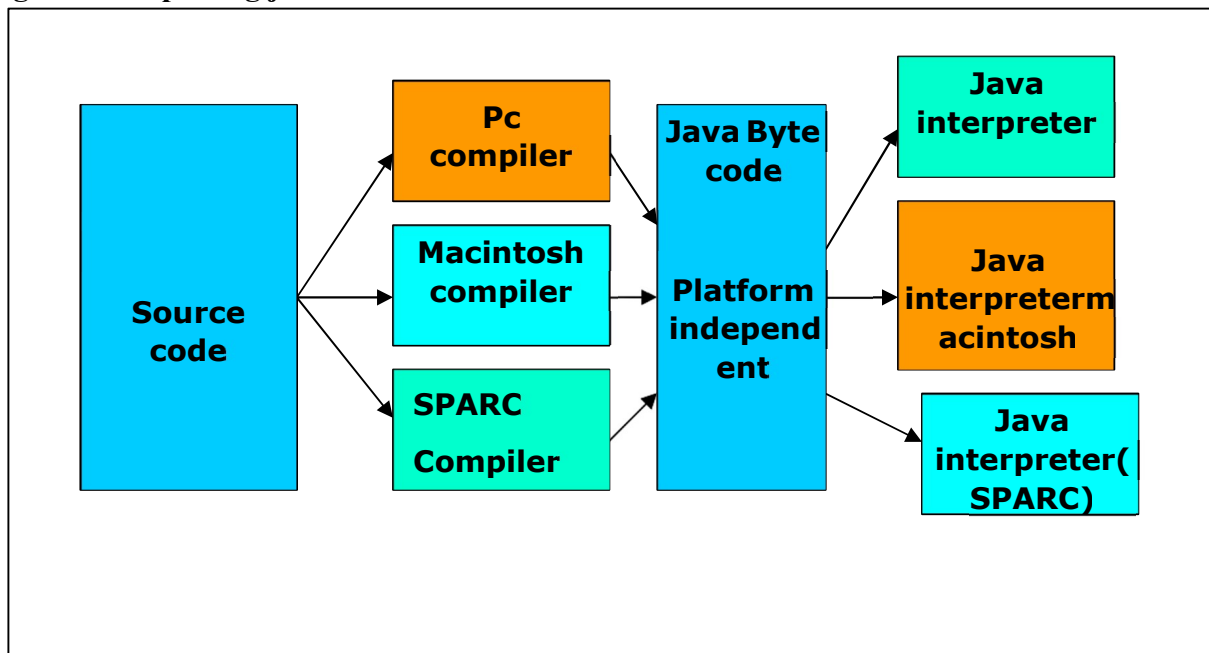 Source
code
Pc
compiler
Macintosh
compiler
SPARC
Compiler
Java Byte
code
Platform
independ
ent
Java
interpreter
Java
interpreterm
acintosh
Java
interpreter(
SPARC)